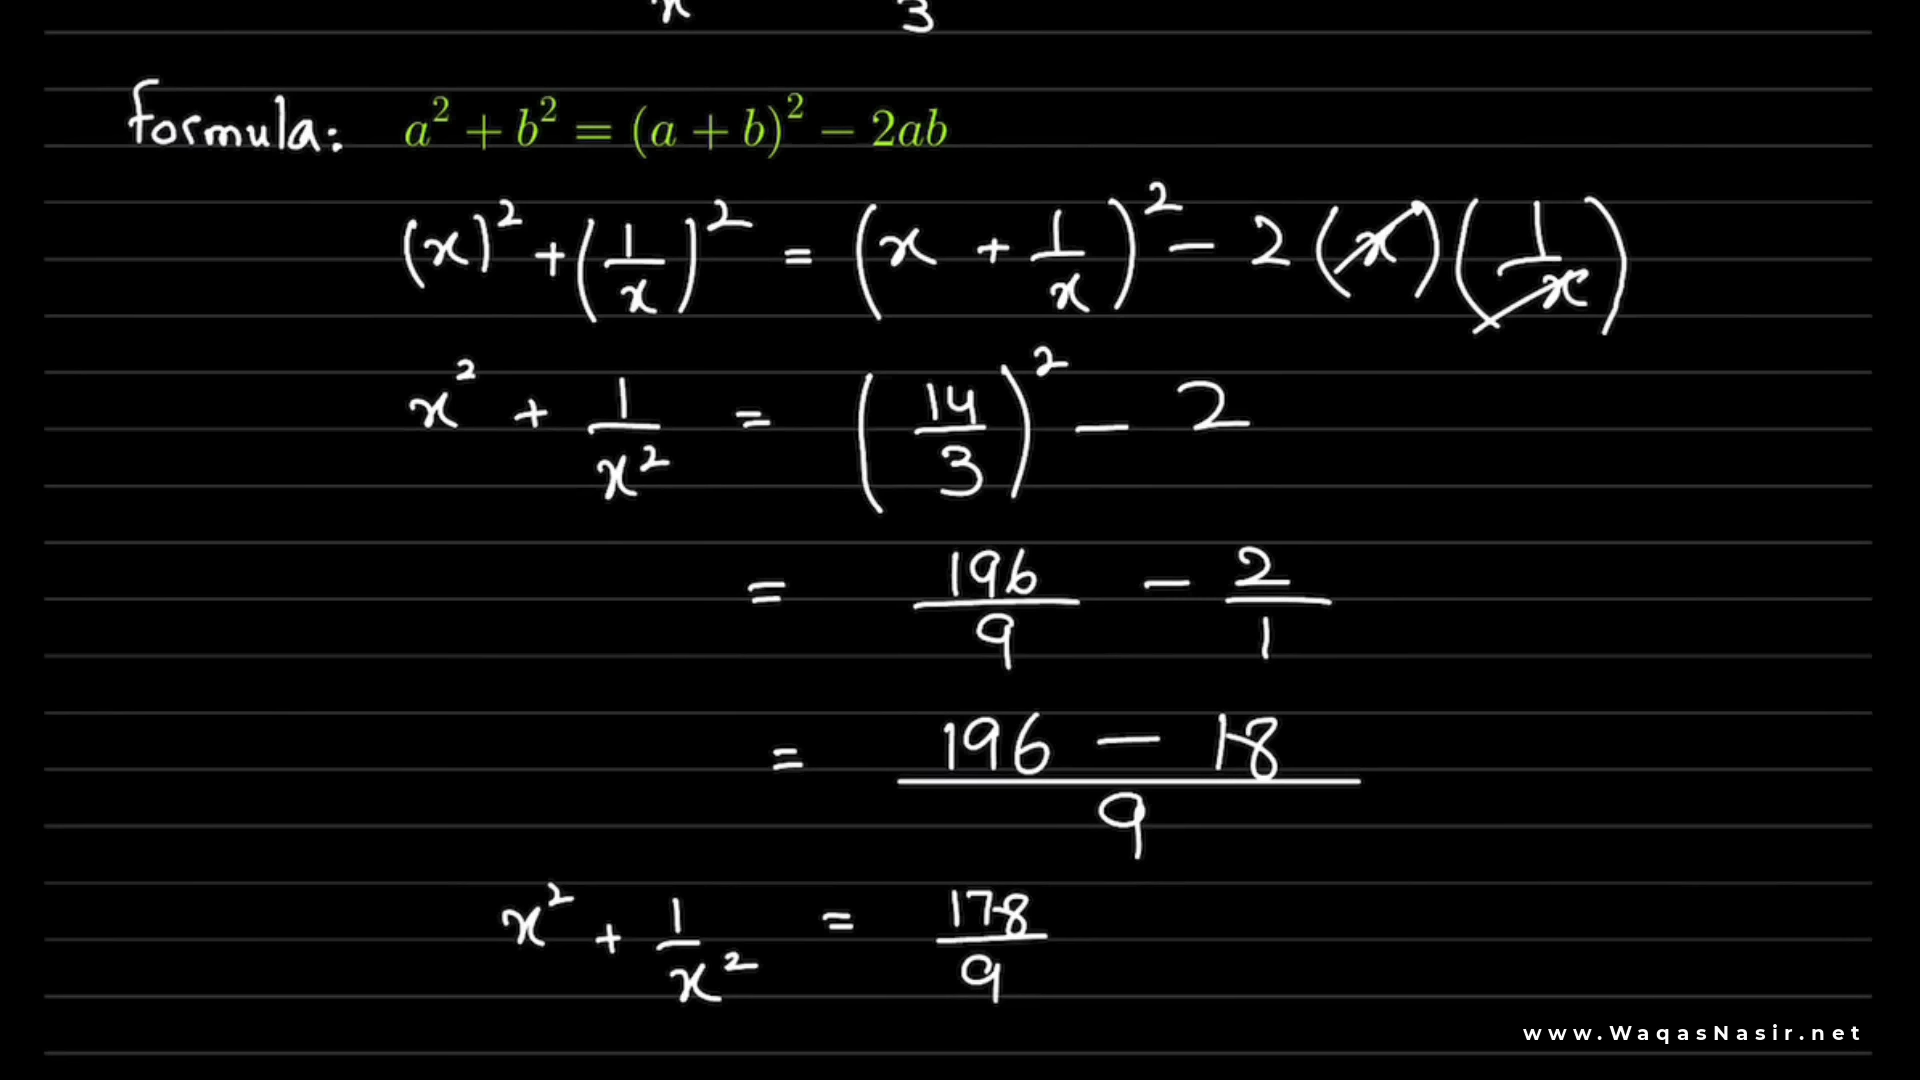 x 3
Formula: a² + b² = (a + b)² − 2ab
(x)² + (1/x)² = (x + 1/x)² − 2(x)(1/x)
x² + 1/x² = (14/3)² − 2
= 196/9 − 2/1
= (196 − 18)/9
x² + 1/x² = 178/9
www.WaqasNasir.net